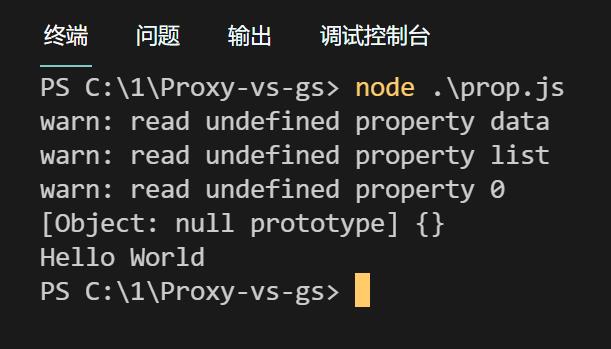 终端 问题 输出 调试控制台
PS C:\1\Proxy-vs-gs> node .\prop.js
warn: read undefined property data
warn: read undefined property list
warn: read undefined property 0
[Object: null prototype] {}
Hello World
PS C:\1\Proxy-vs-gs>